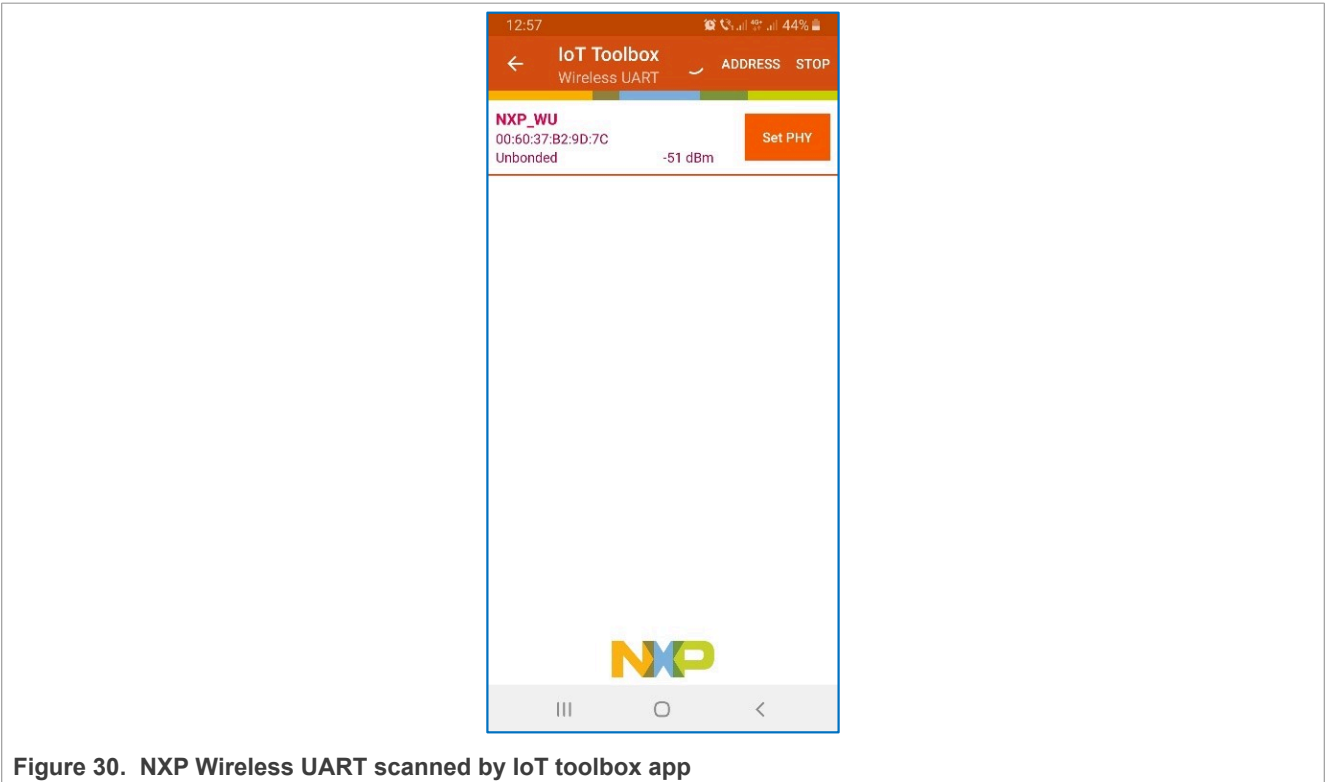 12:57 44%
IoT Toolbox
Wireless UART
ADDRESS STOP
NXP_WU
00:60:37:B2:9D:7C
Unbonded -51 dBm
Set PHY
NXP
Figure 30. NXP Wireless UART scanned by IoT toolbox app